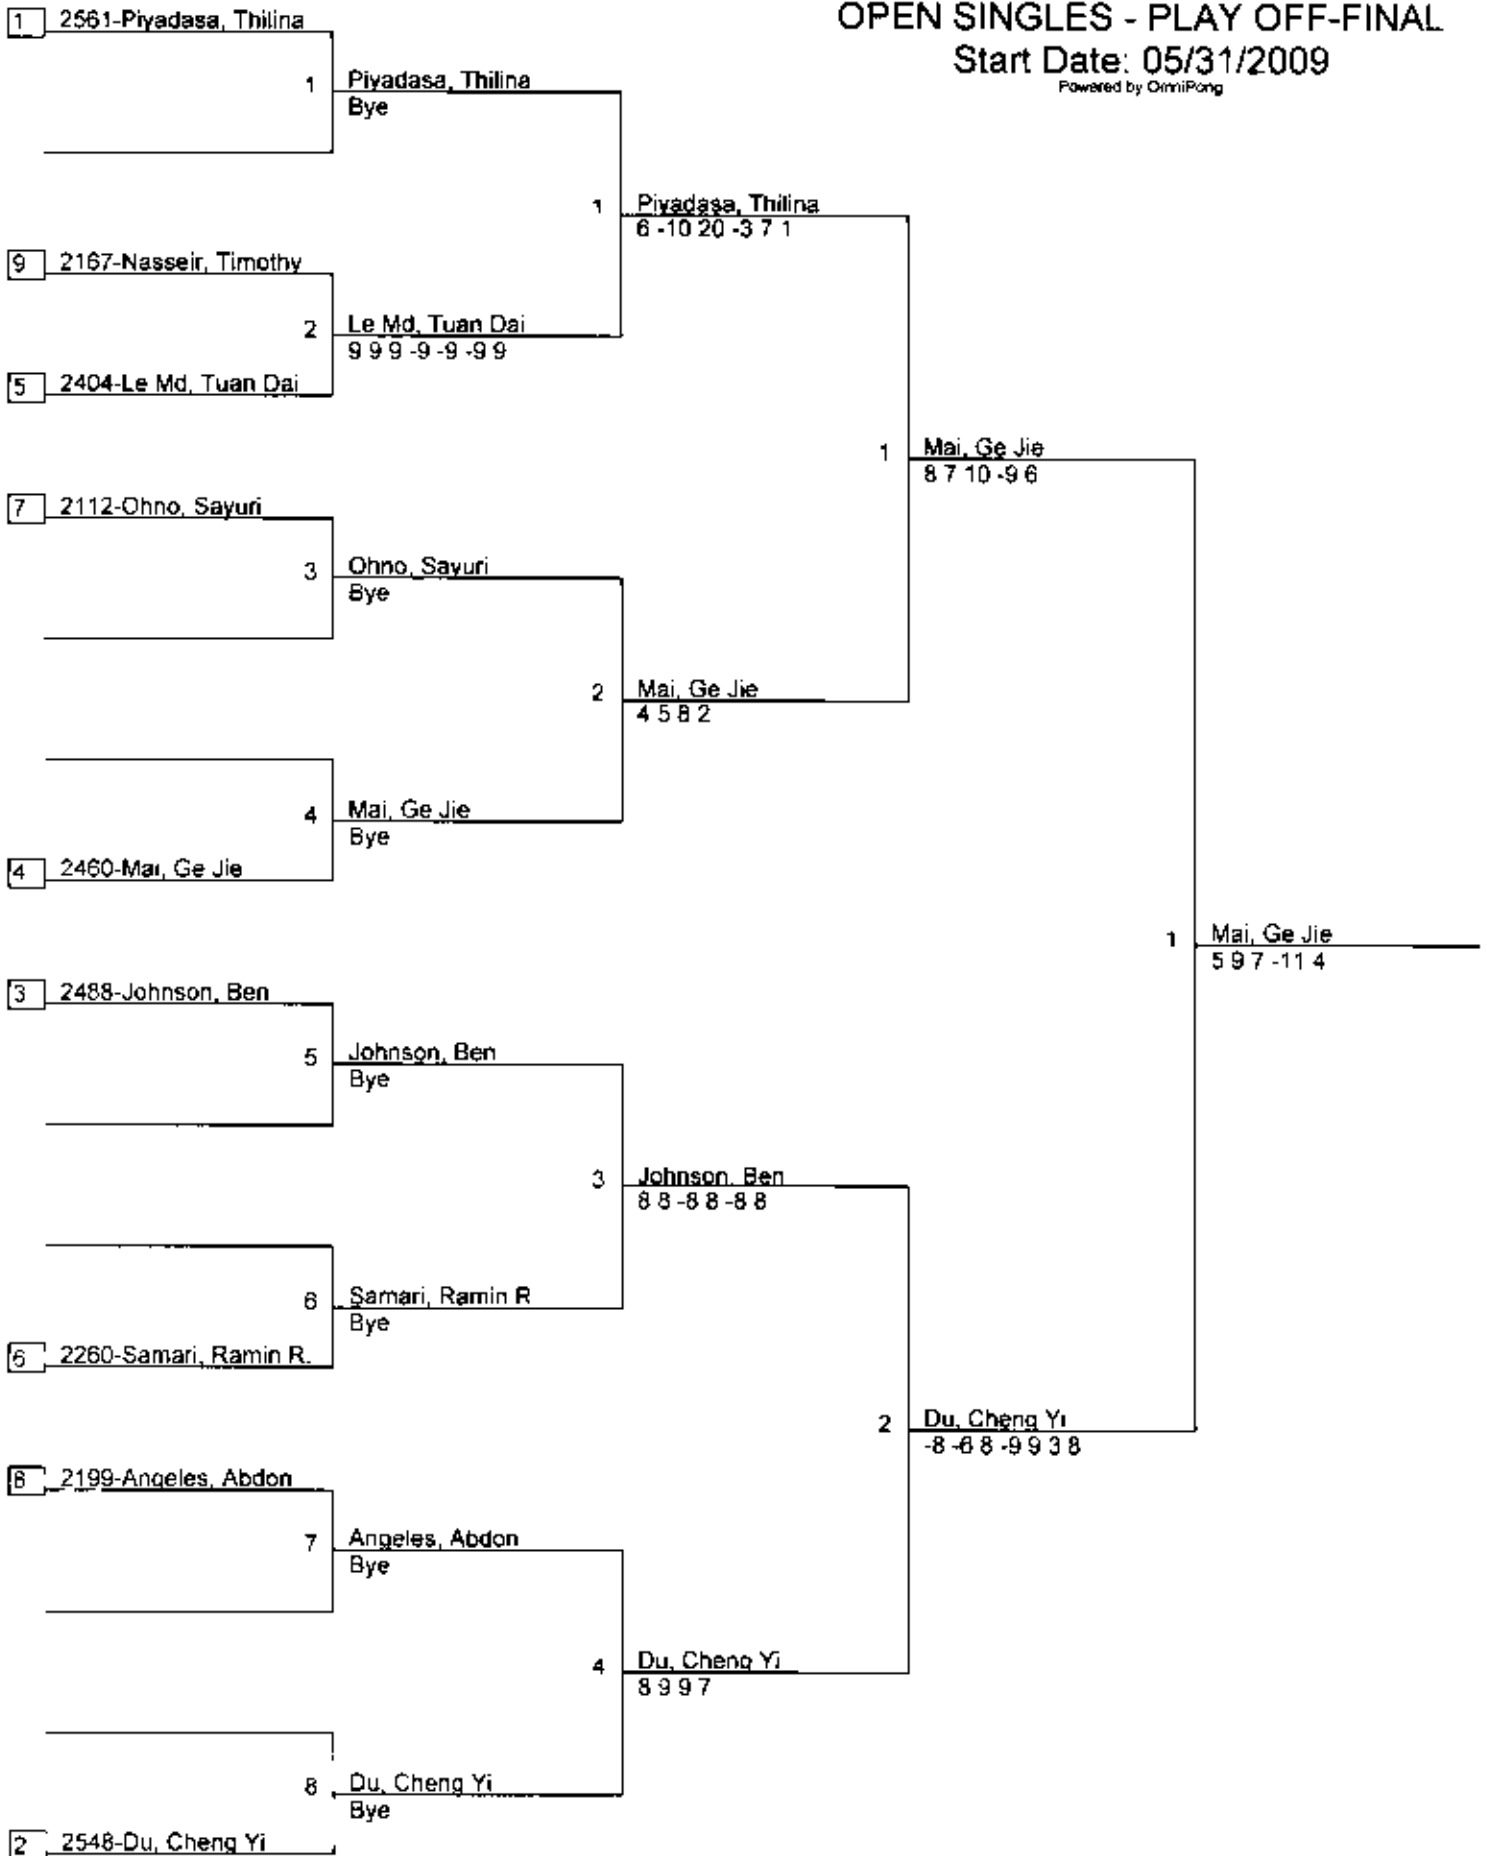 OPEN SINGLES - PLAY OFF-FINAL
Start Date: 05/31/2009
Powered by OmniPong
1 2561-Piyadasa, Thilina
1 Piyadasa, Thilina
Bye
1 Piyadasa, Thilina
6 -10 20 -3 7 1
9 2167-Nasseir, Timothy
2 Le Md, Tuan Dai
9 9 9 -9 -9 -9 9
5 2404-Le Md, Tuan Dai
1 Mai, Ge Jie
8 7 10 -9 6
7 2112-Ohno, Sayuri
3 Ohno, Sayuri
Bye
2 Mai, Ge Jie
4 5 8 2
4 Mai, Ge Jie
Bye
4 2460-Mai, Ge Jie
1 Mai, Ge Jie
5 9 7 -11 4
3 2488-Johnson, Ben
5 Johnson, Ben
Bye
3 Johnson, Ben
8 8 -8 8 -8 8
6 Samari, Ramin R
Bye
6 2260-Samari, Ramin R.
2 Du, Cheng Yi
-8 -6 8 -9 9 3 8
8 2199-Angeles, Abdon
7 Angeles, Abdon
Bye
4 Du, Cheng Yi
8 9 9 7
8 Du, Cheng Yi
Bye
2 2548-Du, Cheng Yi